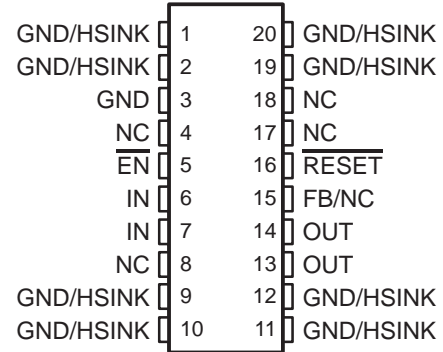 GND/HSINK 1 20 GND/HSINK
GND/HSINK 2 19 GND/HSINK
GND 3 18 NC
NC 4 17 NC
E̅N̅ 5 16 R̅E̅S̅E̅T̅
IN 6 15 FB/NC
IN 7 14 OUT
NC 8 13 OUT
GND/HSINK 9 12 GND/HSINK
GND/HSINK 10 11 GND/HSINK